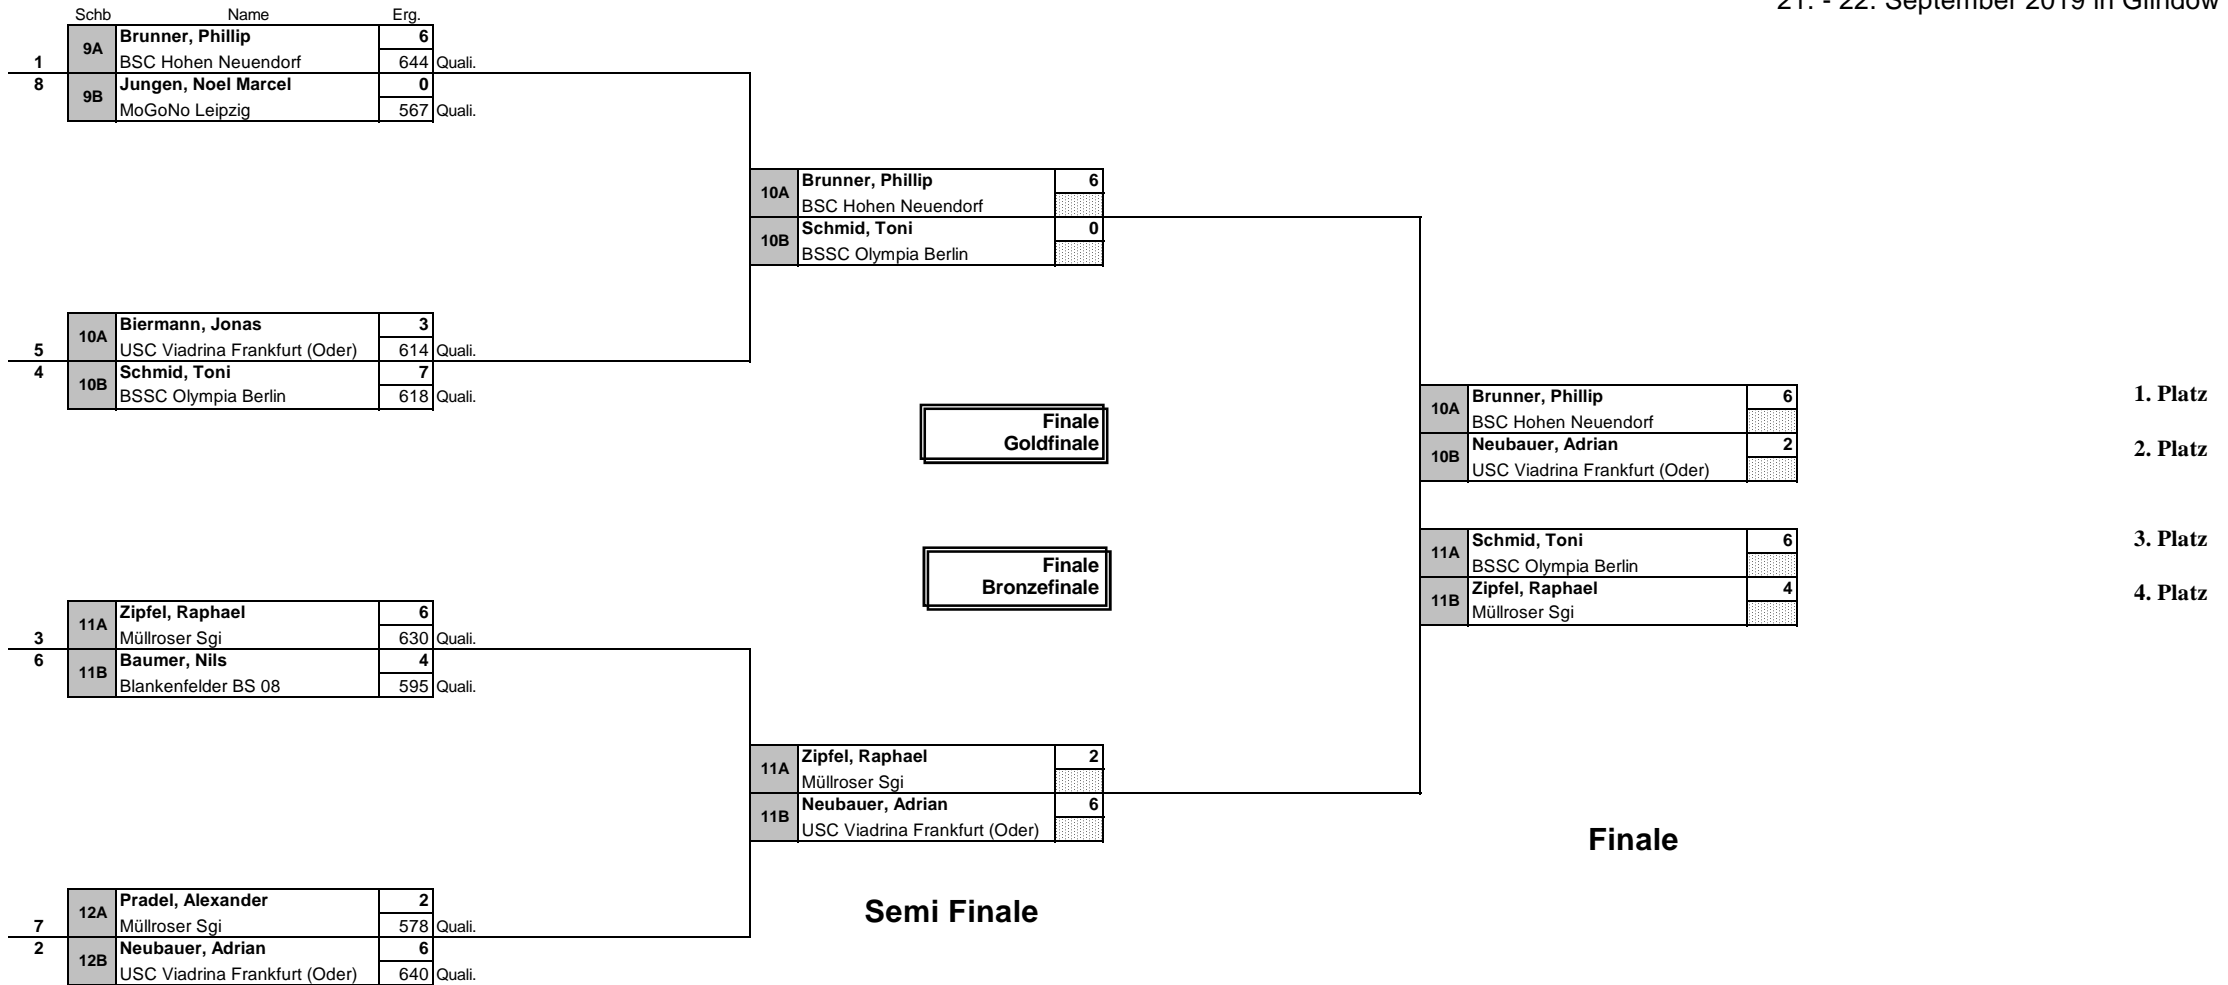 21. - 22. September 2019 in Glindow
Schb Name Erg.
9A Brunner, Phillip 6
1 BSC Hohen Neuendorf 644 Quali.
8 9B Jungen, Noel Marcel 0
MoGoNo Leipzig 567 Quali.
10A Brunner, Phillip 6
BSC Hohen Neuendorf
10B Schmid, Toni 0
BSSC Olympia Berlin
10A Biermann, Jonas 3
5 USC Viadrina Frankfurt (Oder) 614 Quali.
4 10B Schmid, Toni 7
BSSC Olympia Berlin 618 Quali.
Finale
Goldfinale
10A Brunner, Phillip 6 1. Platz
BSC Hohen Neuendorf
10B Neubauer, Adrian 2 2. Platz
USC Viadrina Frankfurt (Oder)
Finale
Bronzefinale
11A Schmid, Toni 6 3. Platz
BSSC Olympia Berlin
11B Zipfel, Raphael 4 4. Platz
Müllroser Sgi
11A Zipfel, Raphael 6
3 Müllroser Sgi 630 Quali.
6 11B Baumer, Nils 4
Blankenfelder BS 08 595 Quali.
11A Zipfel, Raphael 2
Müllroser Sgi
11B Neubauer, Adrian 6
USC Viadrina Frankfurt (Oder)
Finale
12A Pradel, Alexander 2
7 Müllroser Sgi 578 Quali.
2 12B Neubauer, Adrian 6
USC Viadrina Frankfurt (Oder) 640 Quali.
Semi Finale